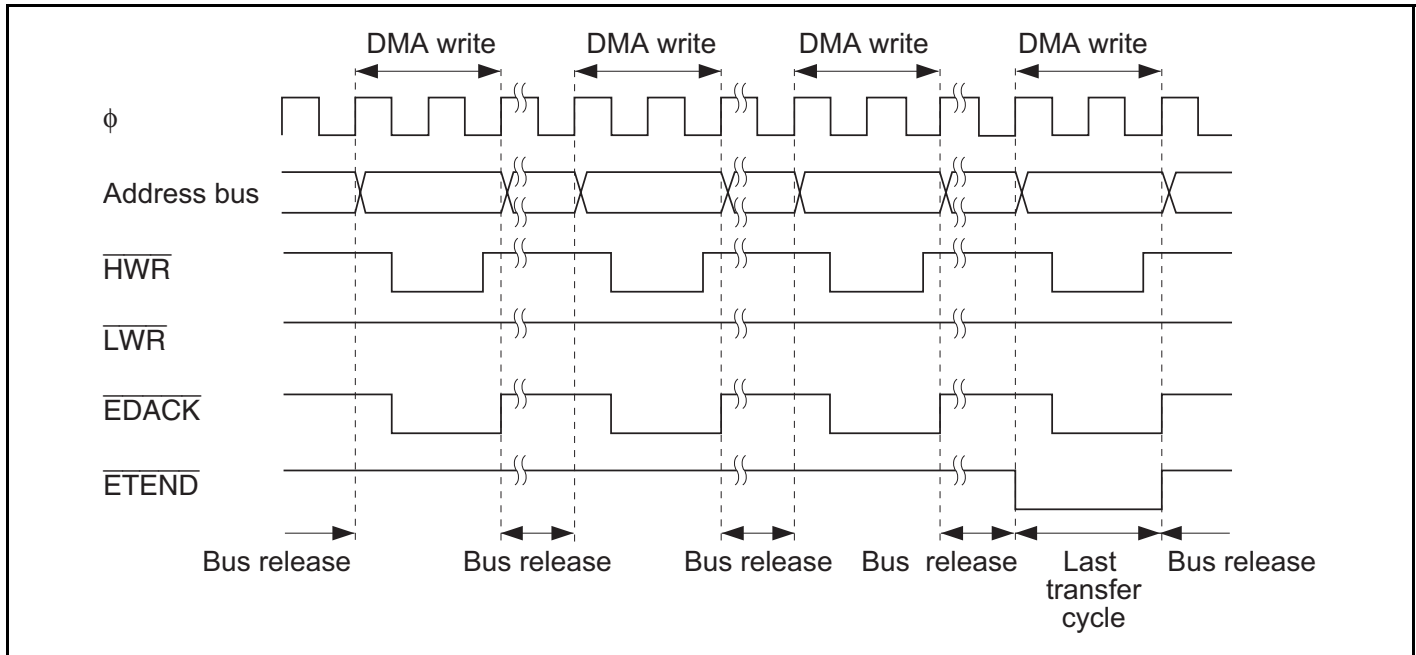 DMA write DMA write DMA write DMA write
ϕ
Address bus
HWR
LWR
EDACK
ETEND
Bus release Bus release Bus release Bus release Last transfer cycle Bus release